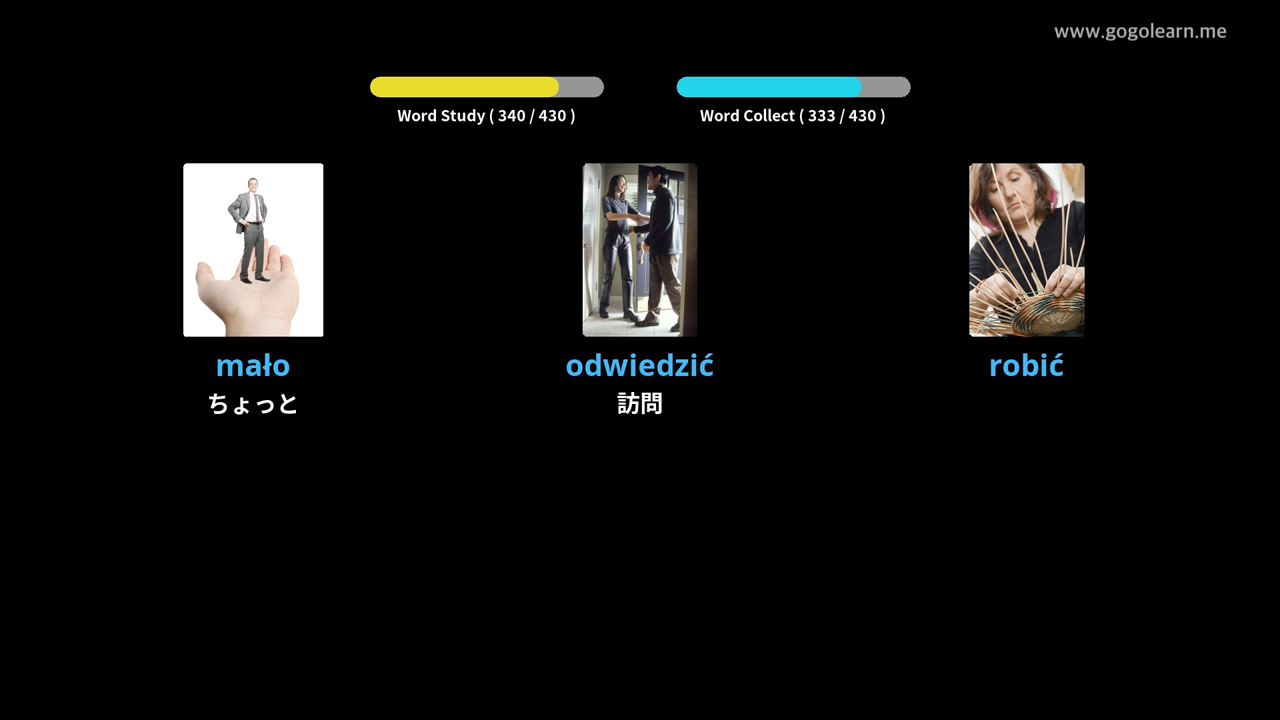 www.gogolearn.me
Word Study ( 340 / 430 )
Word Collect ( 333 / 430 )
mało
odwiedzić
robić
ちょっと
訪問